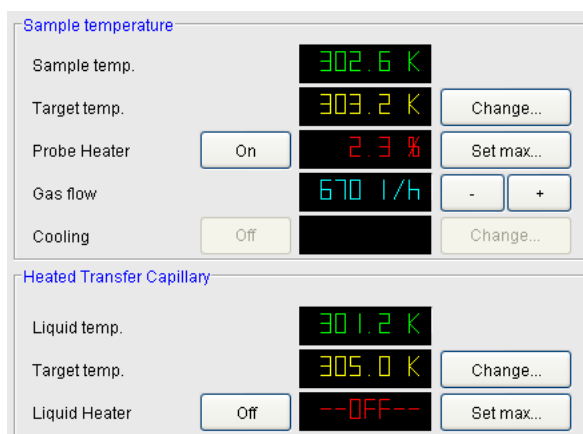 Sample temperature
Sample temp. 302.6 K
Target temp. 303.2 K Change...
Probe Heater On 2.3 % Set max...
Gas flow 670 l/h - +
Cooling Off Change...
Heated Transfer Capillary
Liquid temp. 301.2 K
Target temp. 305.0 K Change...
Liquid Heater Off --OFF-- Set max...